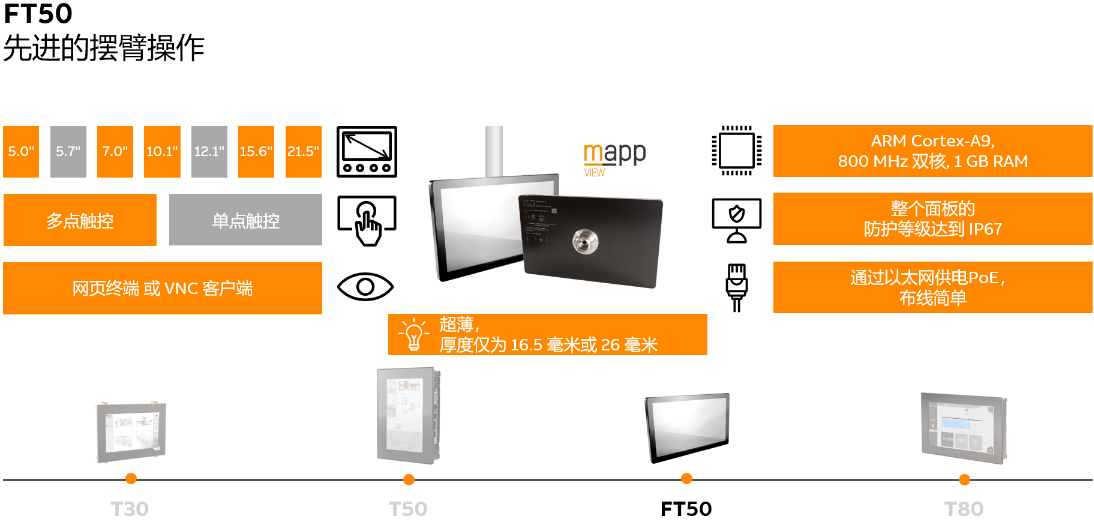 FT50
先进的摆臂操作
5.0" 5.7" 7.0" 10.1" 12.1" 15.6" 21.5"
多点触控 单点触控
网页终端 或 VNC 客户端
mapp
VIEW
ARM Cortex-A9,
800 MHz 双核, 1 GB RAM
整个面板的
防护等级达到 IP67
通过以太网供电PoE，
布线简单
超薄，
厚度仅为 16.5 毫米或 26 毫米
T30 T50 FT50 T80